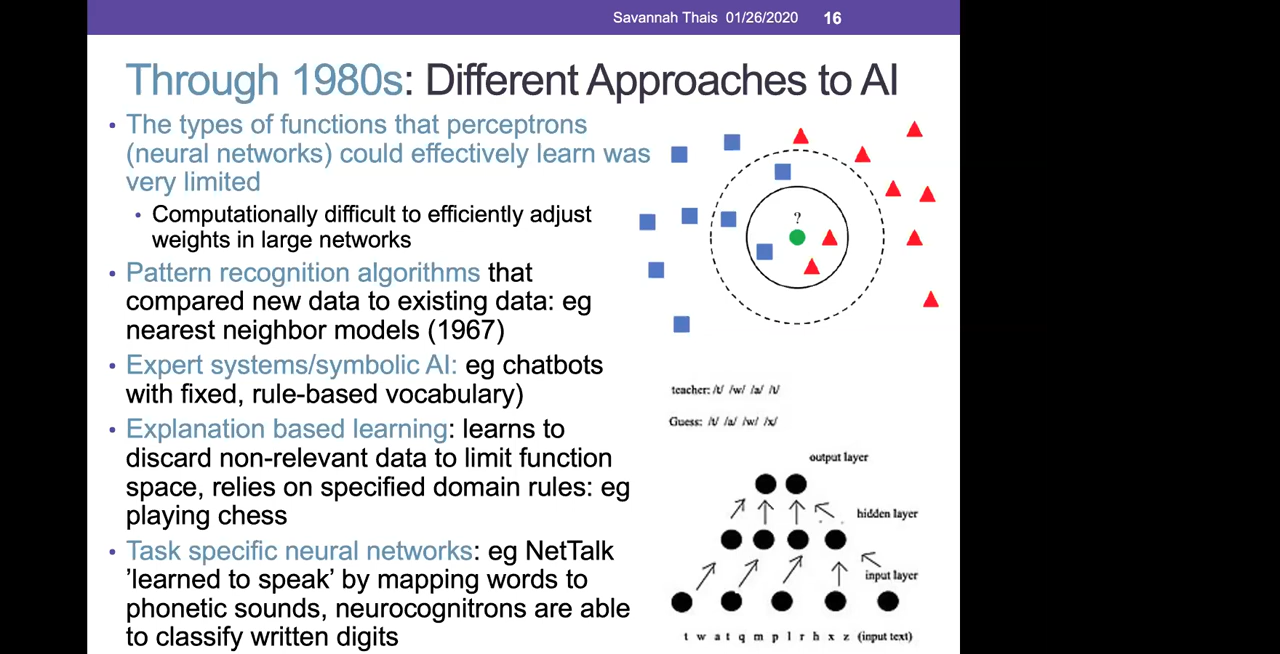 Savannah Thais 01/26/2020 16
Through 1980s: Different Approaches to AI
• The types of functions that perceptrons
(neural networks) could effectively learn was
very limited
• Computationally difficult to efficiently adjust
weights in large networks
• Pattern recognition algorithms that
compared new data to existing data: eg
nearest neighbor models (1967)
• Expert systems/symbolic AI: eg chatbots
with fixed, rule-based vocabulary)
• Explanation based learning: learns to
discard non-relevant data to limit function
space, relies on specified domain rules: eg
playing chess
• Task specific neural networks: eg NetTalk
’learned to speak’ by mapping words to
phonetic sounds, neurocognitrons are able
to classify written digits
?
teacher: /t/ /w/ /a/ /t/
Guess: /t/ /a/ /w/ /x/
output layer
hidden layer
input layer
t w a t q m p l r h x z (input text)